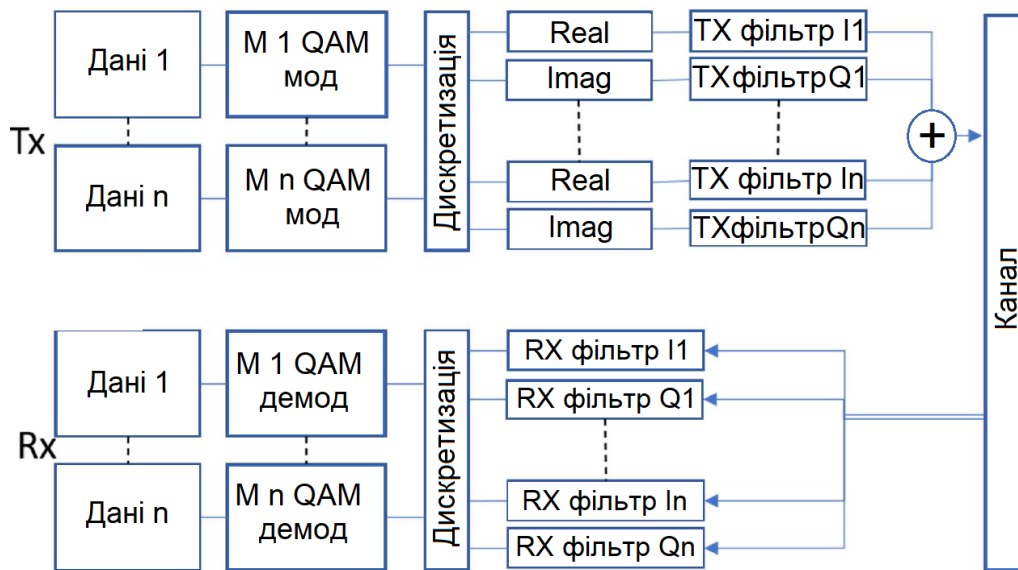 Tx
Дані 1
М 1 QAM
мод
Дискретизація
Real
TX фільтр I1
Imag
TXфільтрQ1
+
Дані n
М n QAM
мод
Real
TX фільтр In
Imag
TXфільтрQn
Канал
Rx
Дані 1
М 1 QAM
демод
Дискретизація
RX фільтр I1
RX фільтр Q1
Дані n
М n QAM
демод
RX фільтр In
RX фільтр Qn